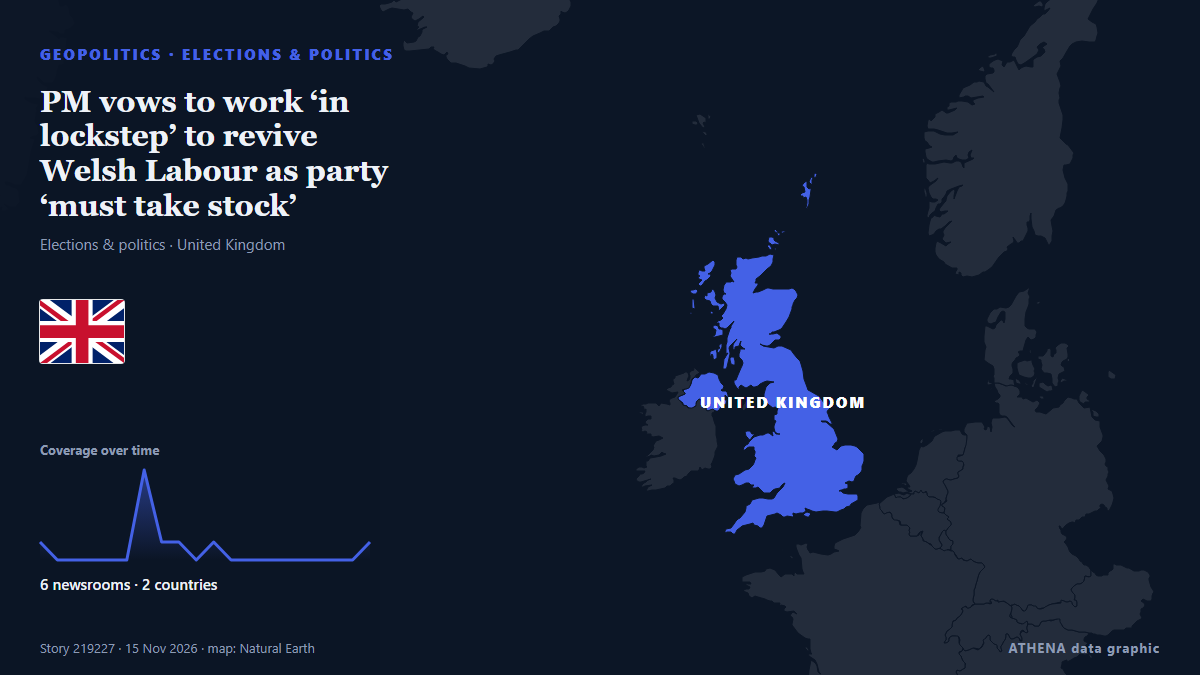 GEOPOLITICS · ELECTIONS & POLITICS
PM vows to work ‘in
lockstep’ to revive
Welsh Labour as party
‘must take stock’
Elections & politics · United Kingdom
UNITED KINGDOM
Coverage over time
6 newsrooms · 2 countries
Story 219227 · 15 Nov 2026 · map: Natural Earth
ATHENA data graphic